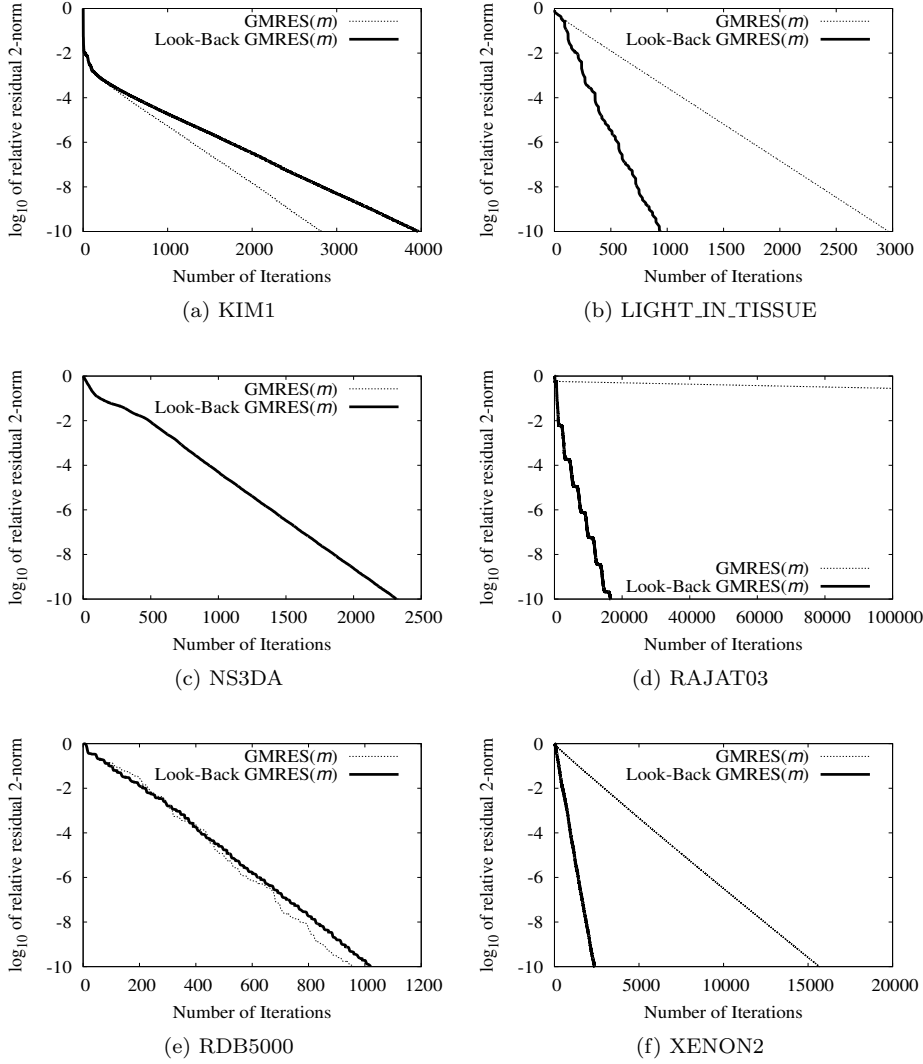 GMRES(m)
Look-Back GMRES(m)
log10 of relative residual 2-norm
0
-2
-4
-6
-8
-10
0 1000 2000 3000 4000
Number of Iterations
(a) KIM1
GMRES(m)
Look-Back GMRES(m)
log10 of relative residual 2-norm
0
-2
-4
-6
-8
-10
0 500 1000 1500 2000 2500 3000
Number of Iterations
(b) LIGHT_IN_TISSUE
GMRES(m)
Look-Back GMRES(m)
log10 of relative residual 2-norm
0
-2
-4
-6
-8
-10
0 500 1000 1500 2000 2500
Number of Iterations
(c) NS3DA
GMRES(m)
Look-Back GMRES(m)
log10 of relative residual 2-norm
0
-2
-4
-6
-8
-10
0 20000 40000 60000 80000 100000
Number of Iterations
(d) RAJAT03
GMRES(m)
Look-Back GMRES(m)
log10 of relative residual 2-norm
0
-2
-4
-6
-8
-10
0 200 400 600 800 1000 1200
Number of Iterations
(e) RDB5000
GMRES(m)
Look-Back GMRES(m)
log10 of relative residual 2-norm
0
-2
-4
-6
-8
-10
0 5000 10000 15000 20000
Number of Iterations
(f) XENON2